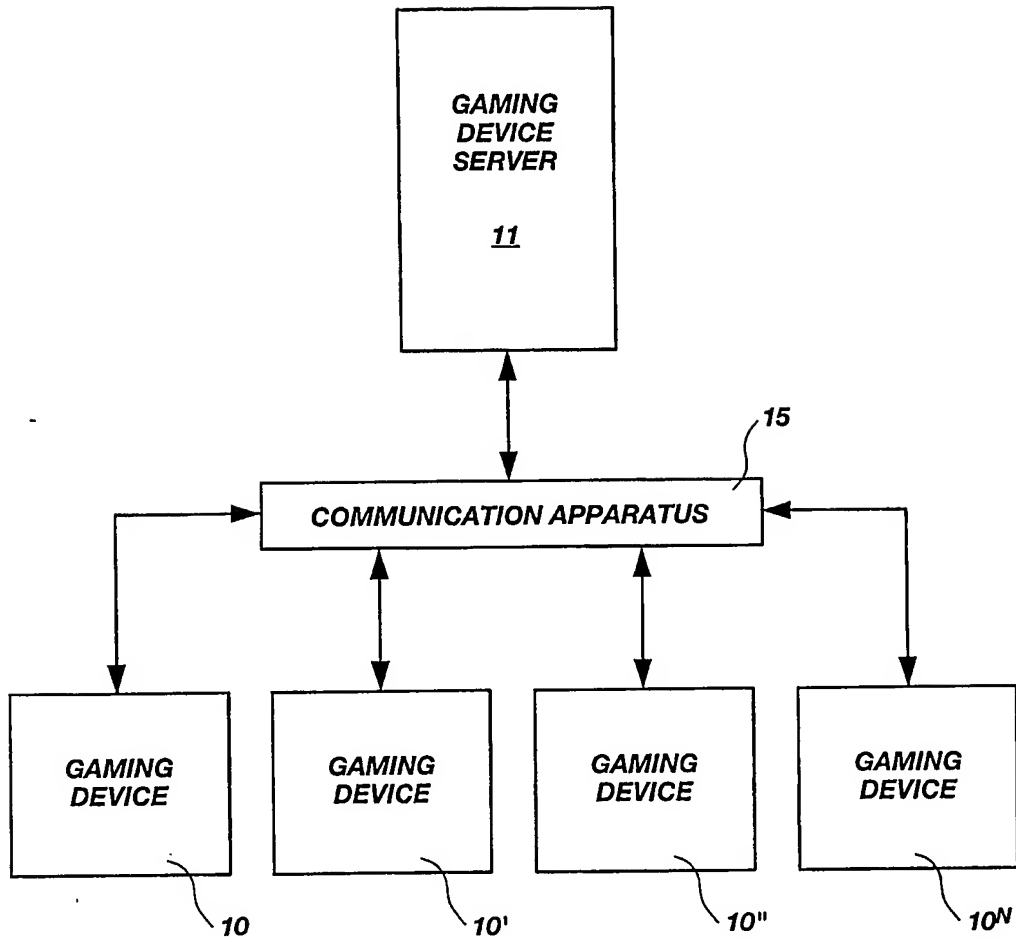 GAMING
DEVICE
SERVER
11
15
COMMUNICATION APPARATUS
GAMING
DEVICE
GAMING
DEVICE
GAMING
DEVICE
GAMING
DEVICE
10
10'
10"
10N